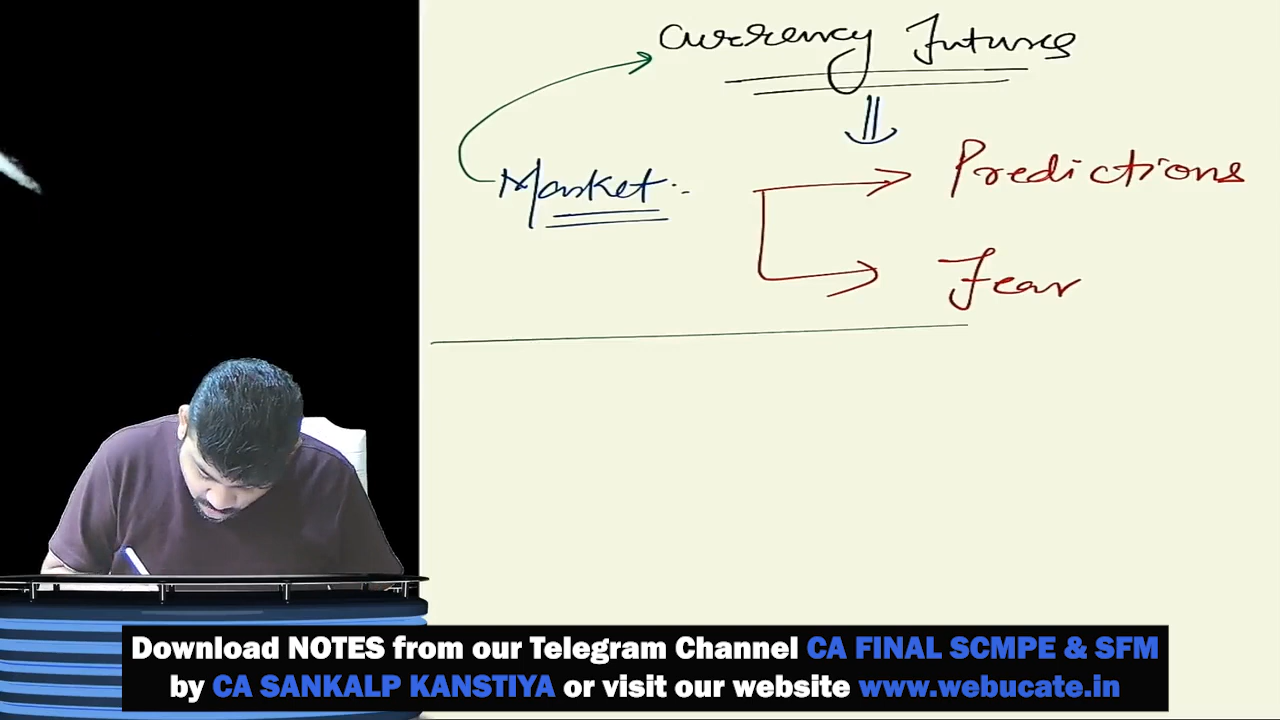 Currency Futures
Market
Predictions
Fear
Download NOTES from our Telegram Channel CA FINAL SCMPE & SFM
by CA SANKALP KANSTIYA or visit our website www.webucate.in